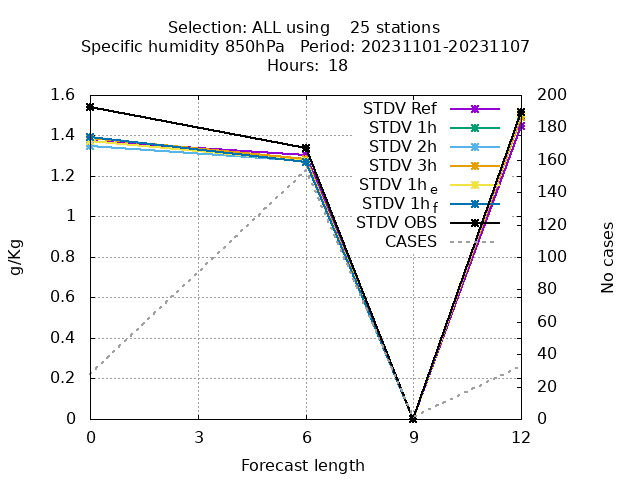 Selection: ALL using    25 stations
Specific humidity 850hPa   Period: 20231101-20231107
Hours: 18
1.6
1.4
1.2
1
0.8
0.6
0.4
0.2
0
g/Kg
STDV Ref
STDV 1h
STDV 2h
STDV 3h
STDV 1h e
STDV 1h f
STDV OBS
CASES
200
180
160
140
120
100
80
60
40
20
0
No cases
0 3 6 9 12
Forecast length